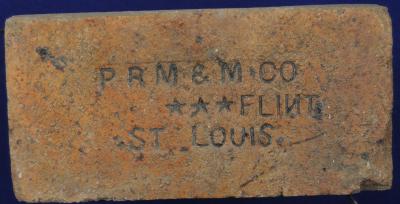 P R M & M CO
★★★FLINT
ST. LOUIS.